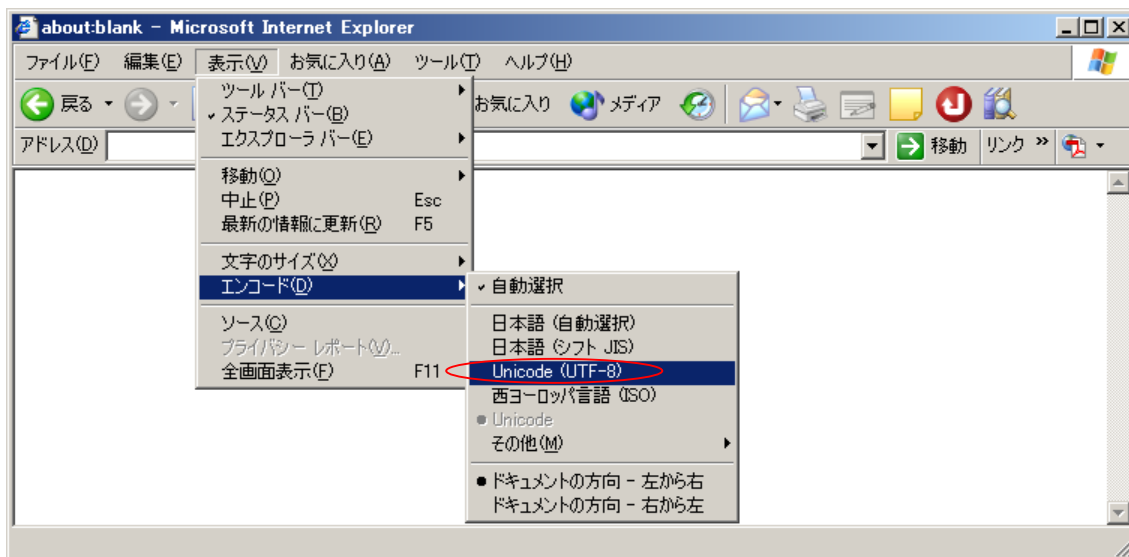 about:blank - Microsoft Internet Explorer
ファイル(F) 編集(E) 表示(V) お気に入り(A) ツール(T) ヘルプ(H)
戻る お気に入り メディア
アドレス(D) 移動 リンク »
ツール バー(T)
ステータス バー(B)
エクスプローラ バー(E)
移動(O)
中止(P) Esc
最新の情報に更新(R) F5
文字のサイズ(X)
エンコード(D)
ソース(C)
プライバシー レポート(V)...
全画面表示(F) F11
自動選択
日本語 (自動選択)
日本語 (シフト JIS)
Unicode (UTF-8)
西ヨーロッパ言語 (ISO)
Unicode
その他(M)
ドキュメントの方向 - 左から右
ドキュメントの方向 - 右から左